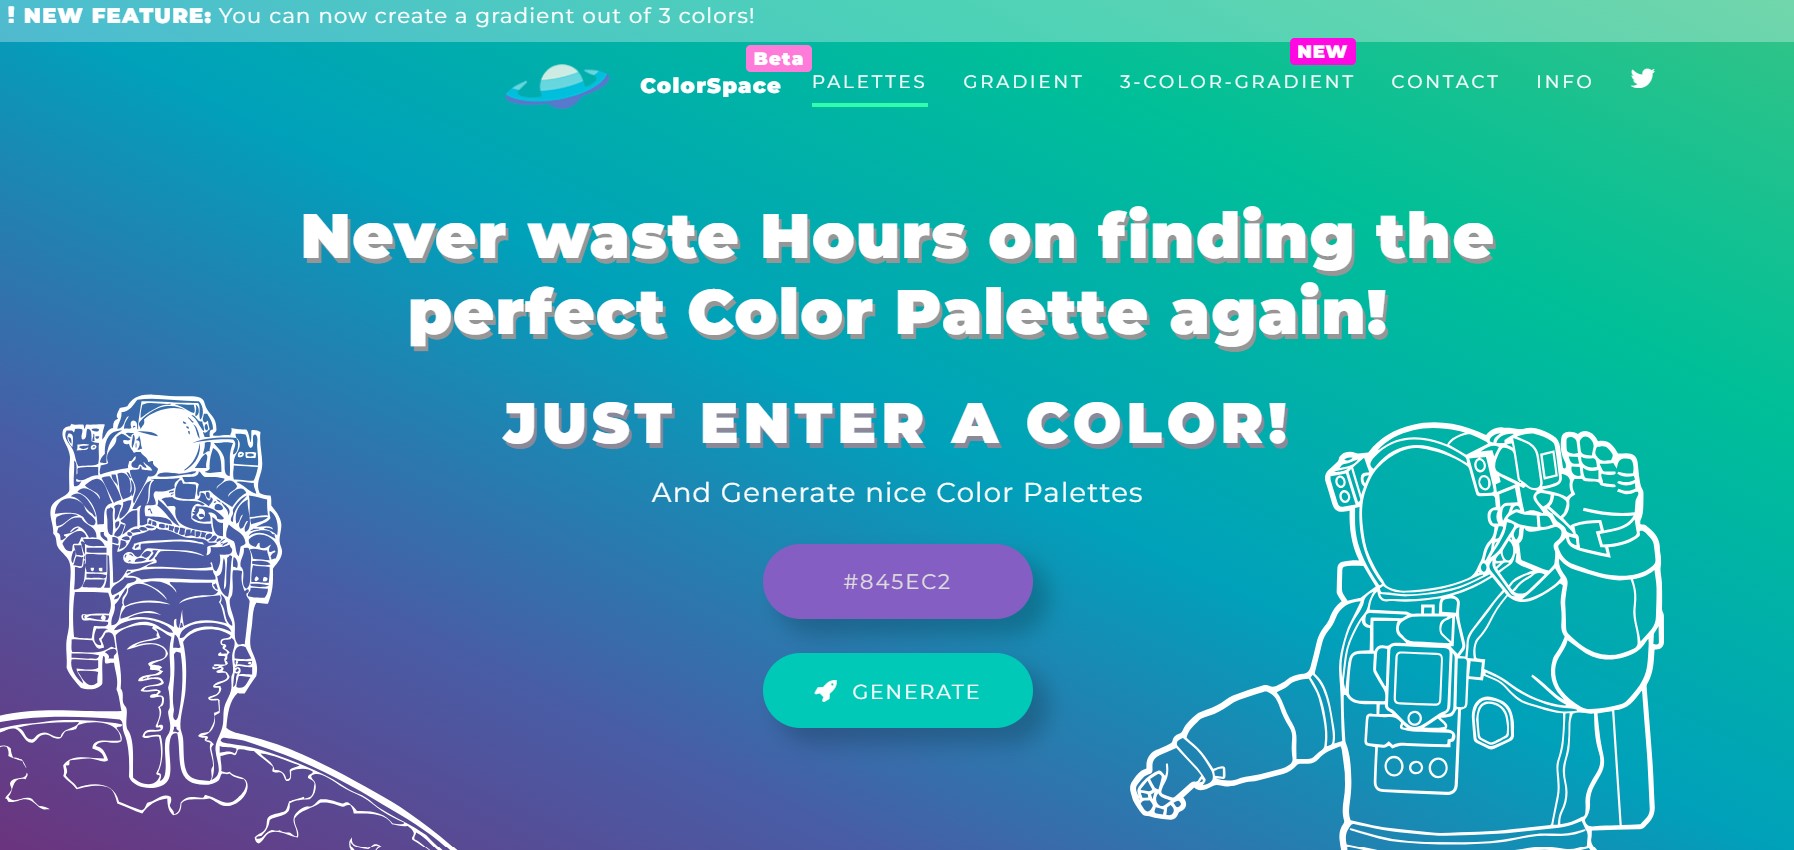 ! NEW FEATURE: You can now create a gradient out of 3 colors!
Beta
NEW
ColorSpace PALETTES GRADIENT 3-COLOR-GRADIENT CONTACT INFO
Never waste Hours on finding the
perfect Color Palette again!
JUST ENTER A COLOR!
And Generate nice Color Palettes
#845EC2
GENERATE